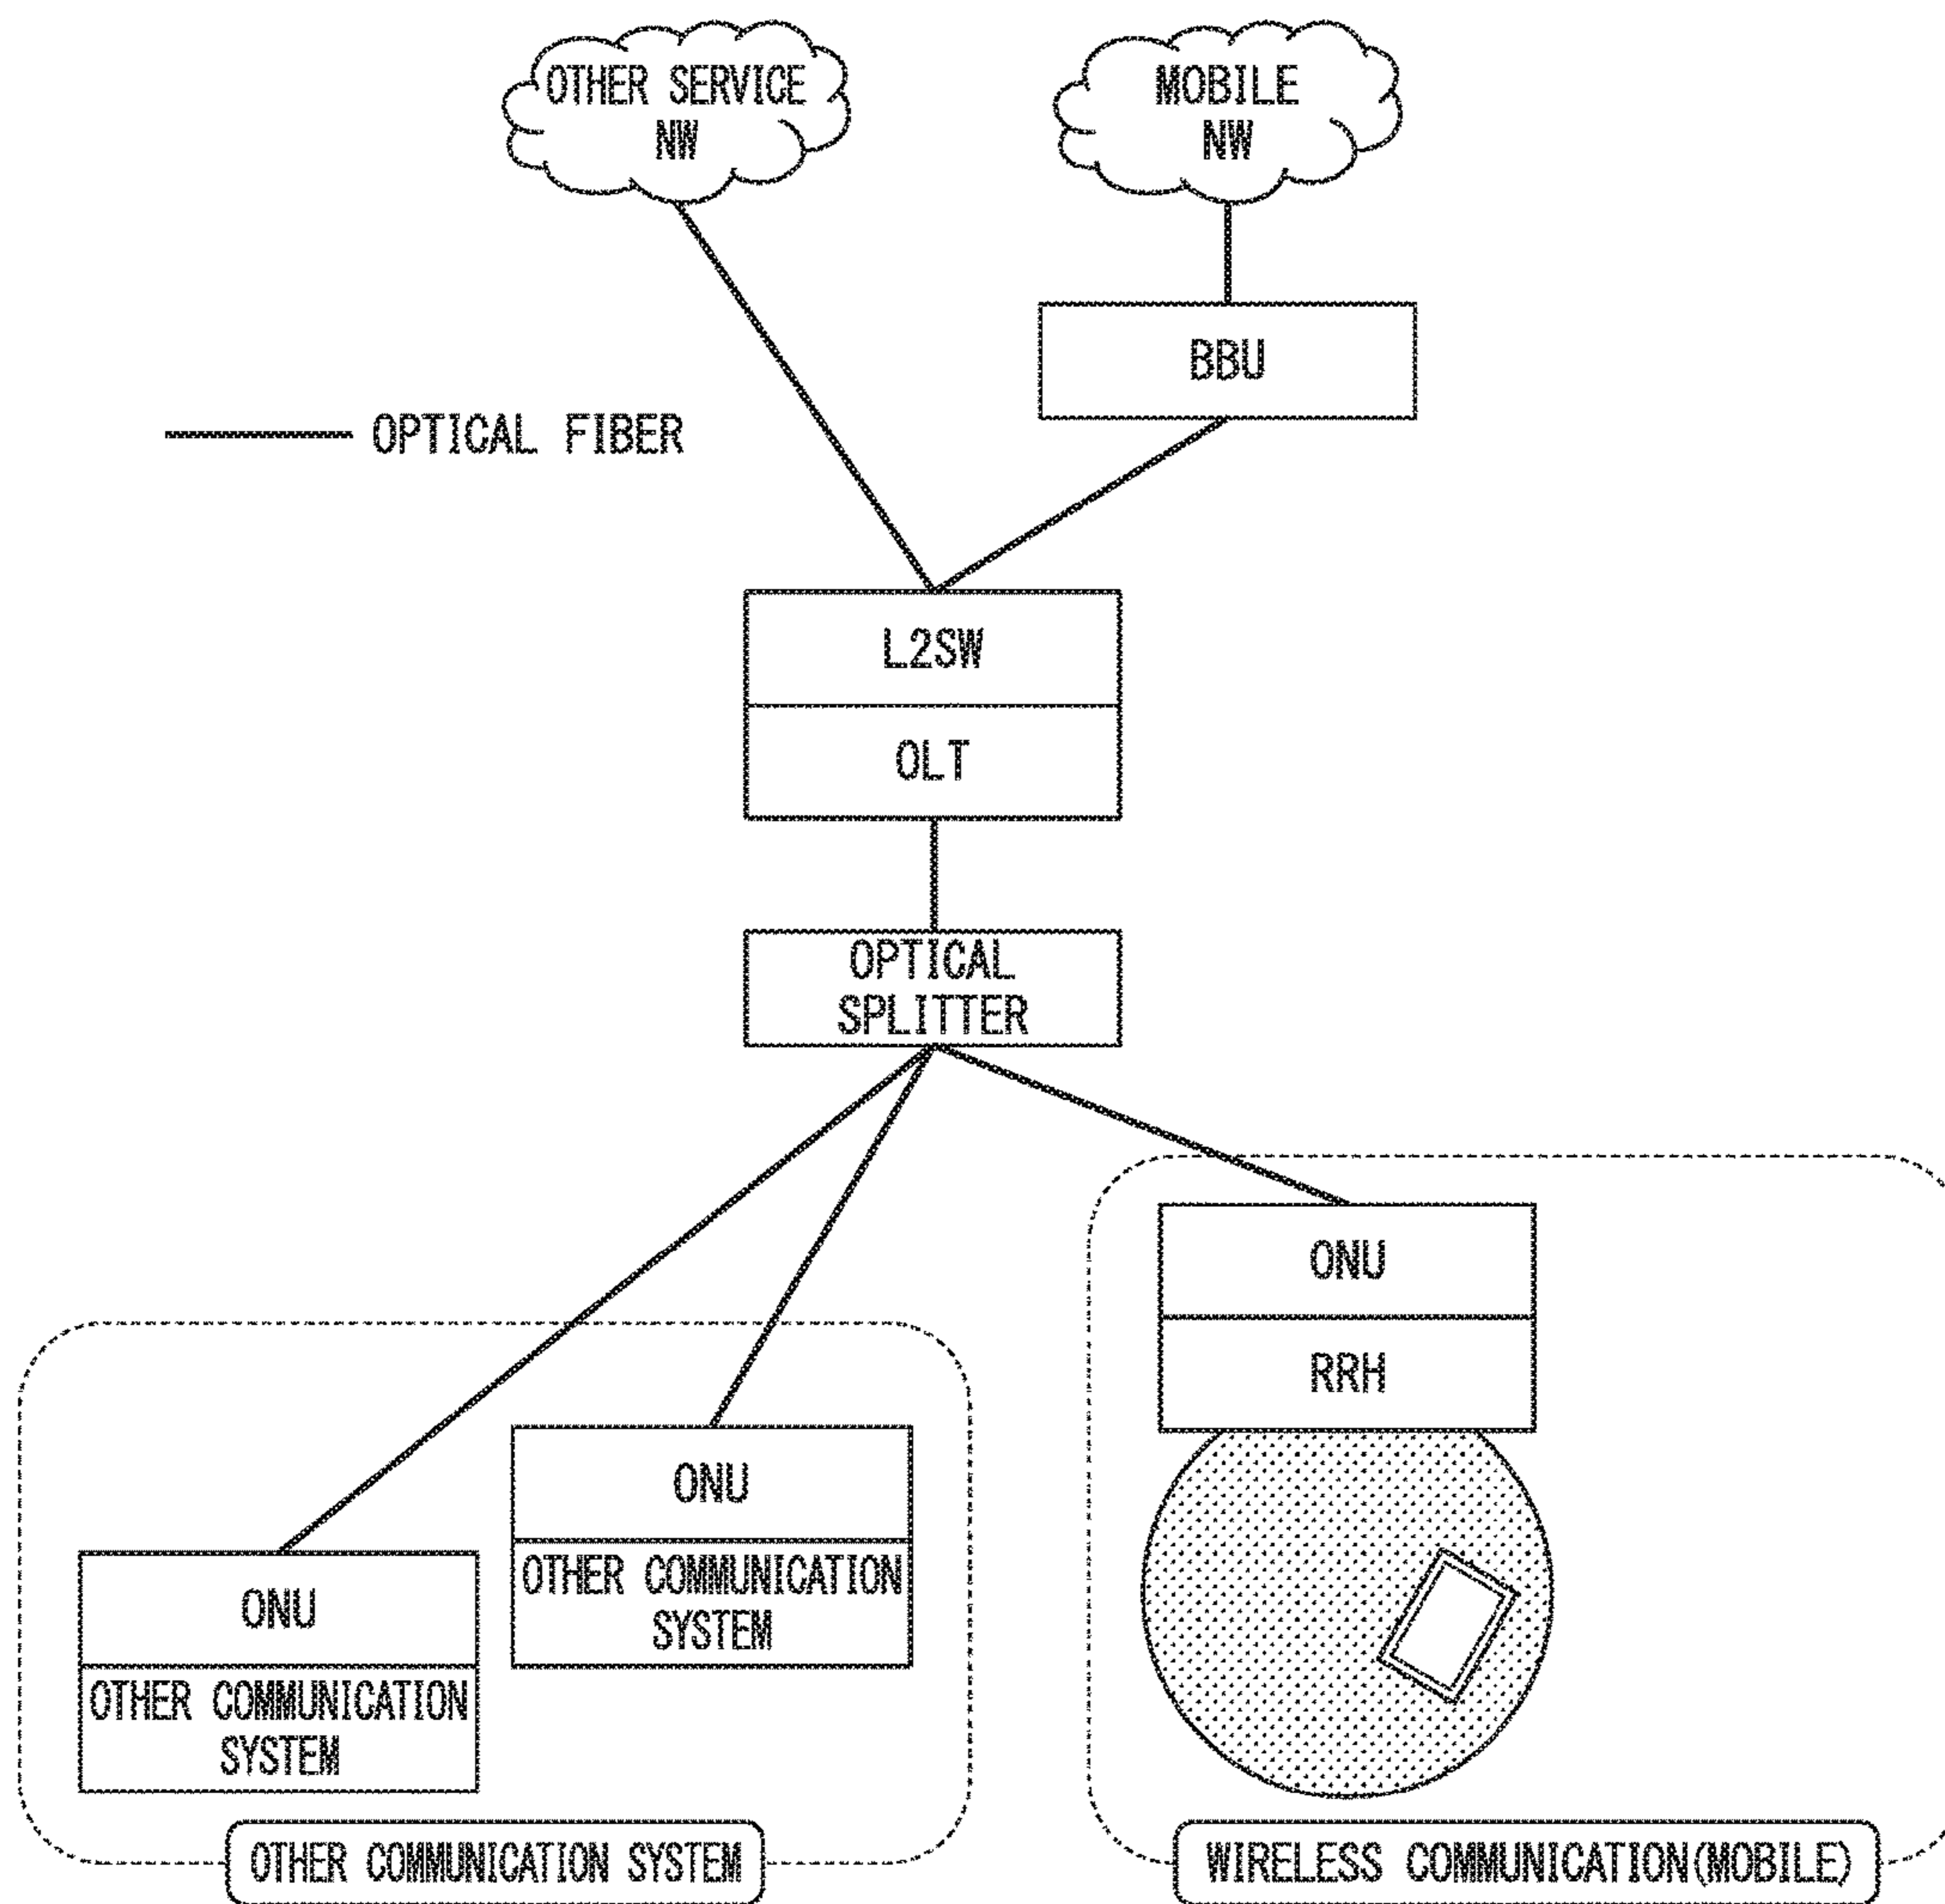 OTHER SERVICE
NW
MOBILE
NW
BBU
OPTICAL FIBER
L2SW
OLT
OPTICAL
SPLITTER
ONU
RRH
ONU
OTHER COMMUNICATION
SYSTEM
ONU
OTHER COMMUNICATION
SYSTEM
OTHER COMMUNICATION SYSTEM
WIRELESS COMMUNICATION(MOBILE)